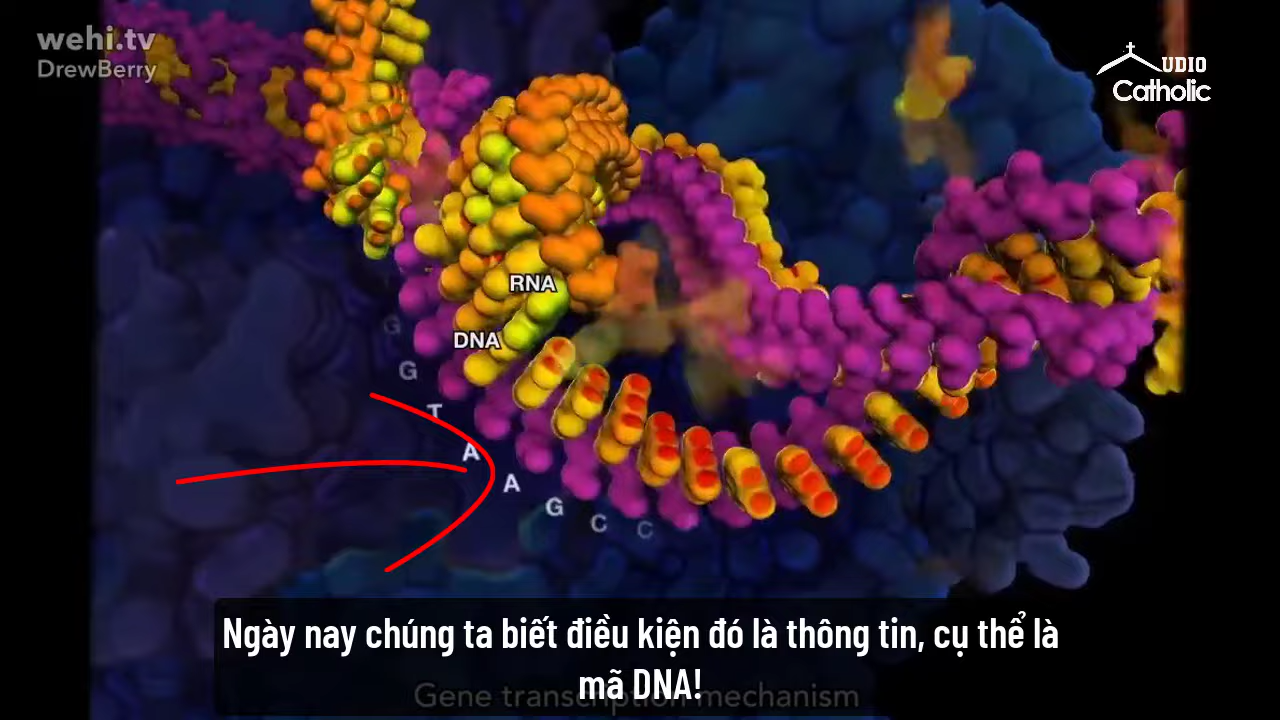 wehi.tv
DrewBerry
UDIO
Catholic
RNA
DNA
G
G
T
A
A
G
C
C
Ngày nay chúng ta biết điều kiện đó là thông tin, cụ thể là
mã DNA!
Gene transcription mechanism